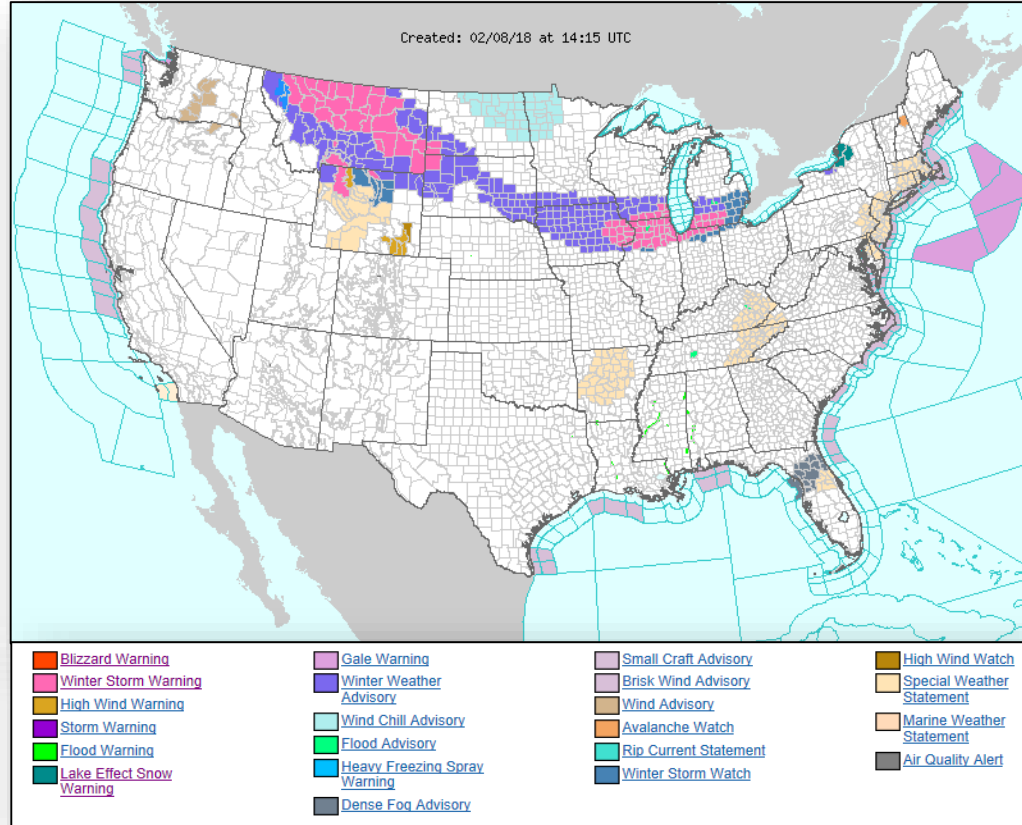 Created: 02/08/18 at 14:15 UTC
Blizzard Warning
Winter Storm Warning
High Wind Warning
Storm Warning
Flood Warning
Lake Effect Snow
Warning
Gale Warning
Winter Weather
Advisory
Wind Chill Advisory
Flood Advisory
Heavy Freezing Spray
Warning
Dense Fog Advisory
Small Craft Advisory
Brisk Wind Advisory
Wind Advisory
Avalanche Watch
Rip Current Statement
Winter Storm Watch
High Wind Watch
Special Weather
Statement
Marine Weather
Statement
Air Quality Alert